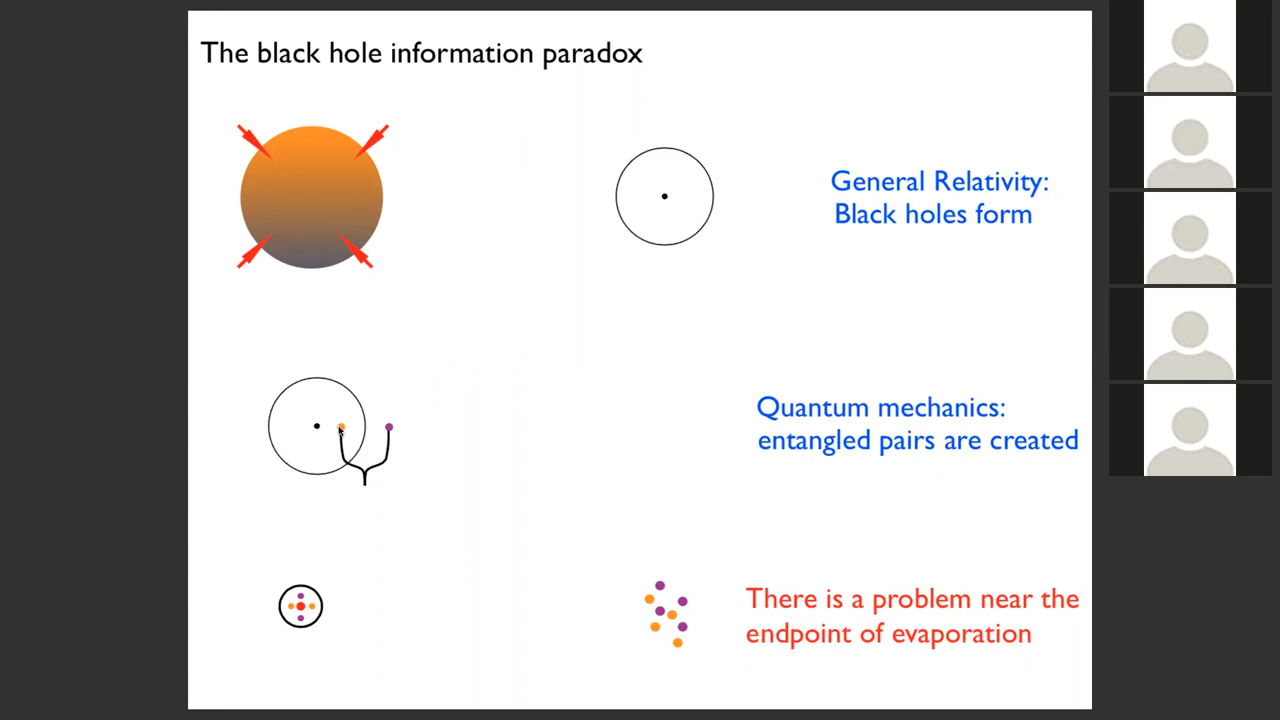 The black hole information paradox
General Relativity:
Black holes form
Quantum mechanics:
entangled pairs are created
There is a problem near the
endpoint of evaporation